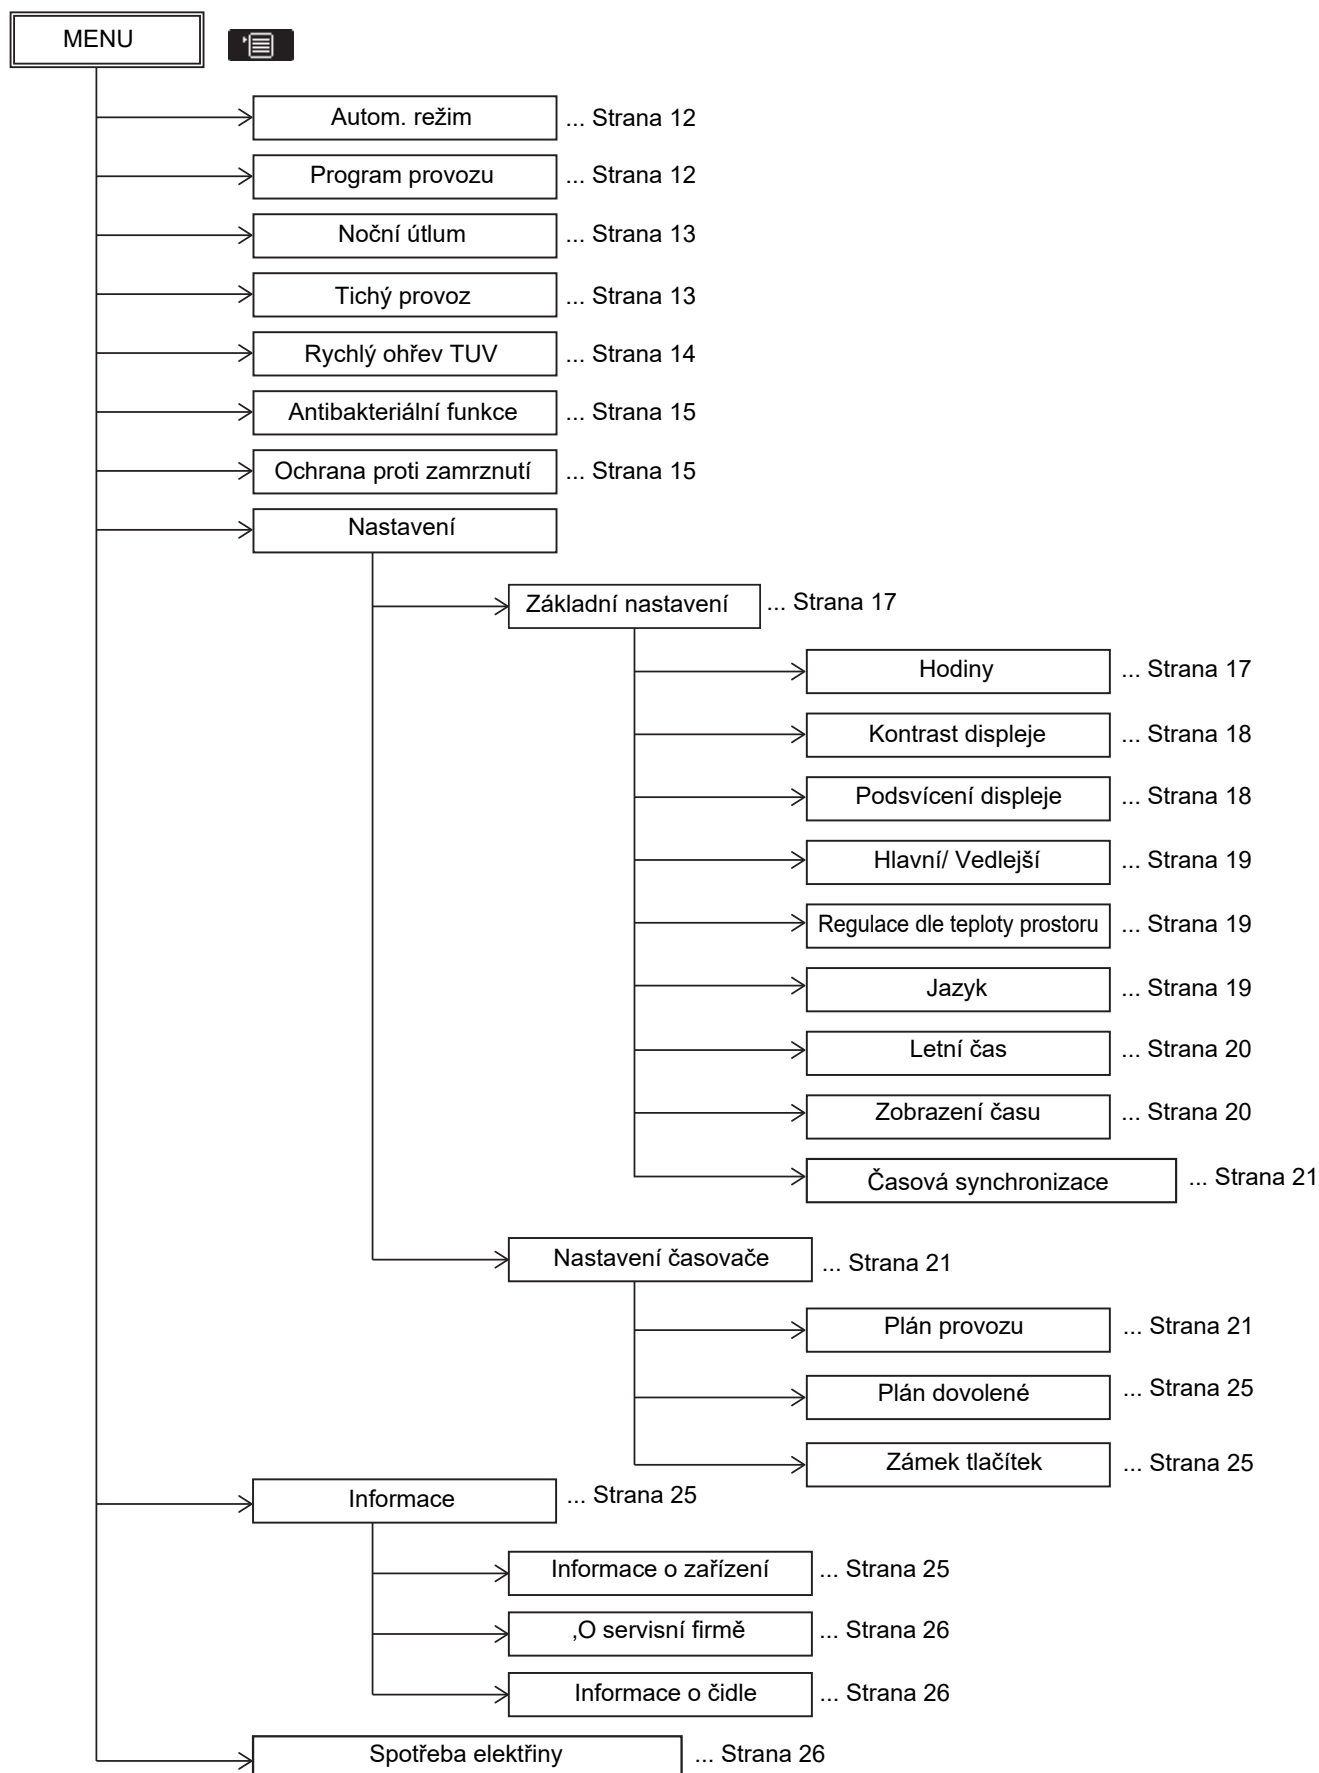 MENU
Autom. režim ... Strana 12
Program provozu ... Strana 12
Noční útlum ... Strana 13
Tichý provoz ... Strana 13
Rychlý ohřev TUV ... Strana 14
Antibakteriální funkce ... Strana 15
Ochrana proti zamrznutí ... Strana 15
Nastavení
Základní nastavení ... Strana 17
Hodiny ... Strana 17
Kontrast displeje ... Strana 18
Podsvícení displeje ... Strana 18
Hlavní/ Vedlejší ... Strana 19
Regulace dle teploty prostoru ... Strana 19
Jazyk ... Strana 19
Letní čas ... Strana 20
Zobrazení času ... Strana 20
Časová synchronizace ... Strana 21
Nastavení časovače ... Strana 21
Plán provozu ... Strana 21
Plán dovolené ... Strana 25
Zámek tlačítek ... Strana 25
Informace ... Strana 25
Informace o zařízení ... Strana 25
,O servisní firmě ... Strana 26
Informace o čidle ... Strana 26
Spotřeba elektřiny ... Strana 26